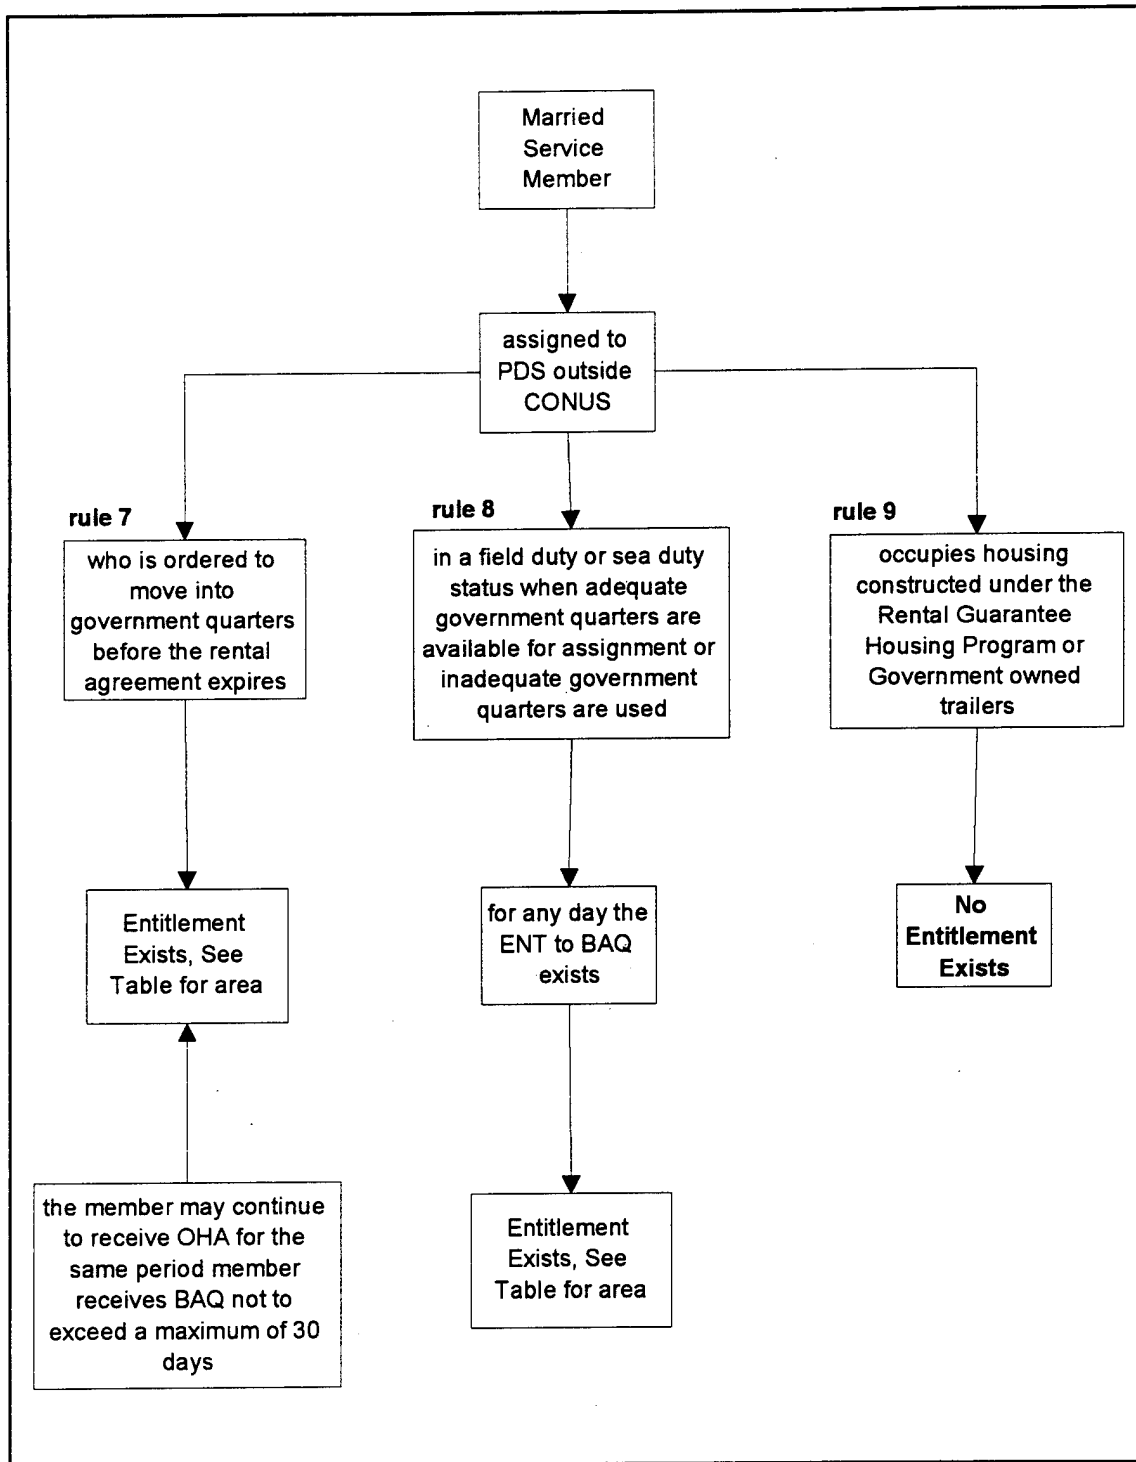 Married
Service
Member
assigned to
PDS outside
CONUS
rule 7
who is ordered to
move into
government quarters
before the rental
agreement expires
Entitlement
Exists, See
Table for area
the member may continue
to receive OHA for the
same period member
receives BAQ not to
exceed a maximum of 30
days
rule 8
in a field duty or sea duty
status when adequate
government quarters are
available for assignment or
inadequate government
quarters are used
for any day the
ENT to BAQ
exists
Entitlement
Exists, See
Table for area
rule 9
occupies housing
constructed under the
Rental Guarantee
Housing Program or
Government owned
trailers
No
Entitlement
Exists